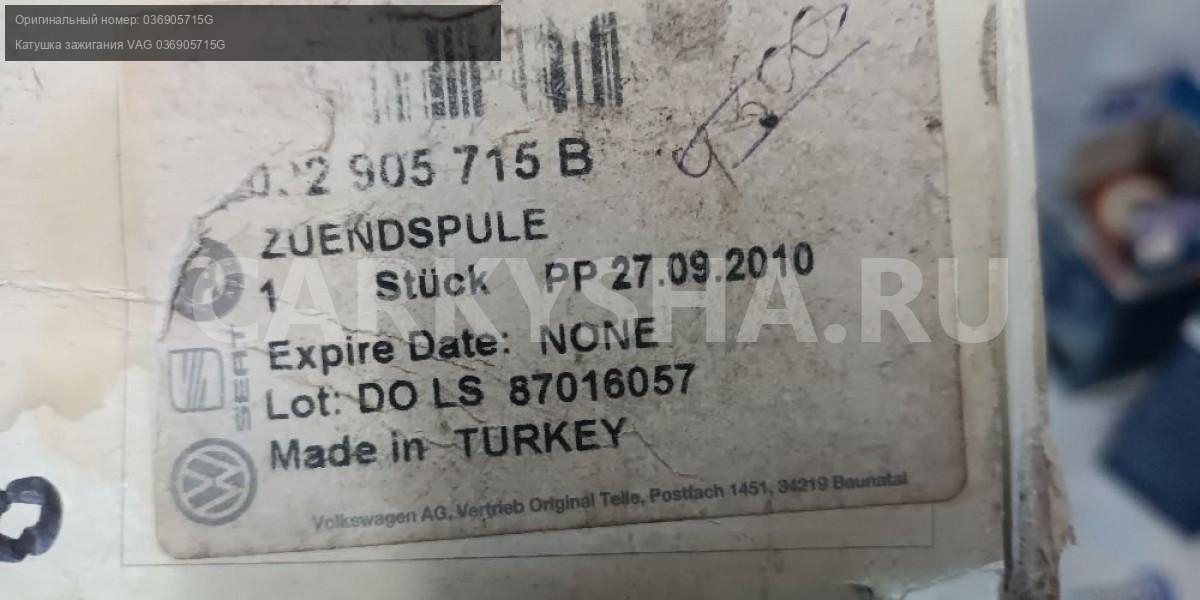 Оригинальный номер: 036905715G
Катушка зажигания VAG 036905715G
905 715 B
ZUENDSPULE
1 Stück PP 27.09.2010
CARKYSHA.RU
Expire Date: NONE
SEAT
Lot: DO LS 87016057
Made in TURKEY
Volkswagen AG, Vertrieb Original Teile, Postfach 1451, 34219 Baunatal